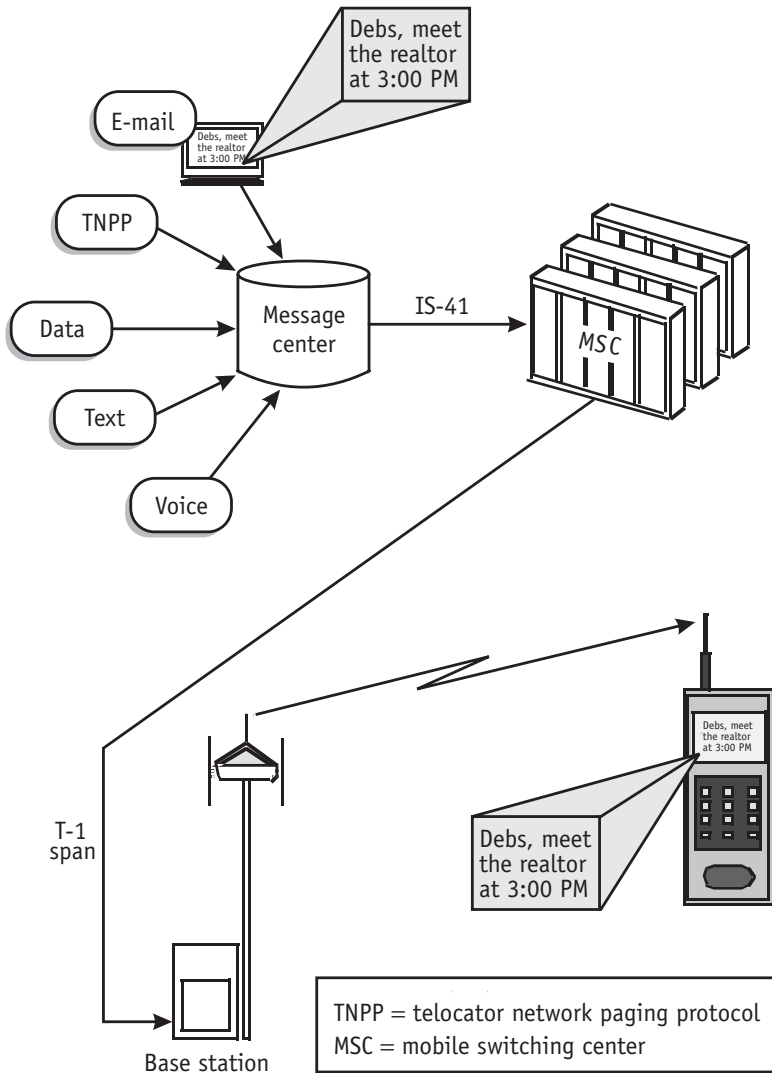 Debs, meet
the realtor
at 3:00 PM
E-mail
Debs, meet
the realtor
at 3:00 PM
TNPP
Data
Text
Voice
Message
center
IS-41
MSC
T-1
span
Debs, meet
the realtor
at 3:00 PM
Debs, meet
the realtor
at 3:00 PM
Base station
TNPP = telocator network paging protocol
MSC = mobile switching center